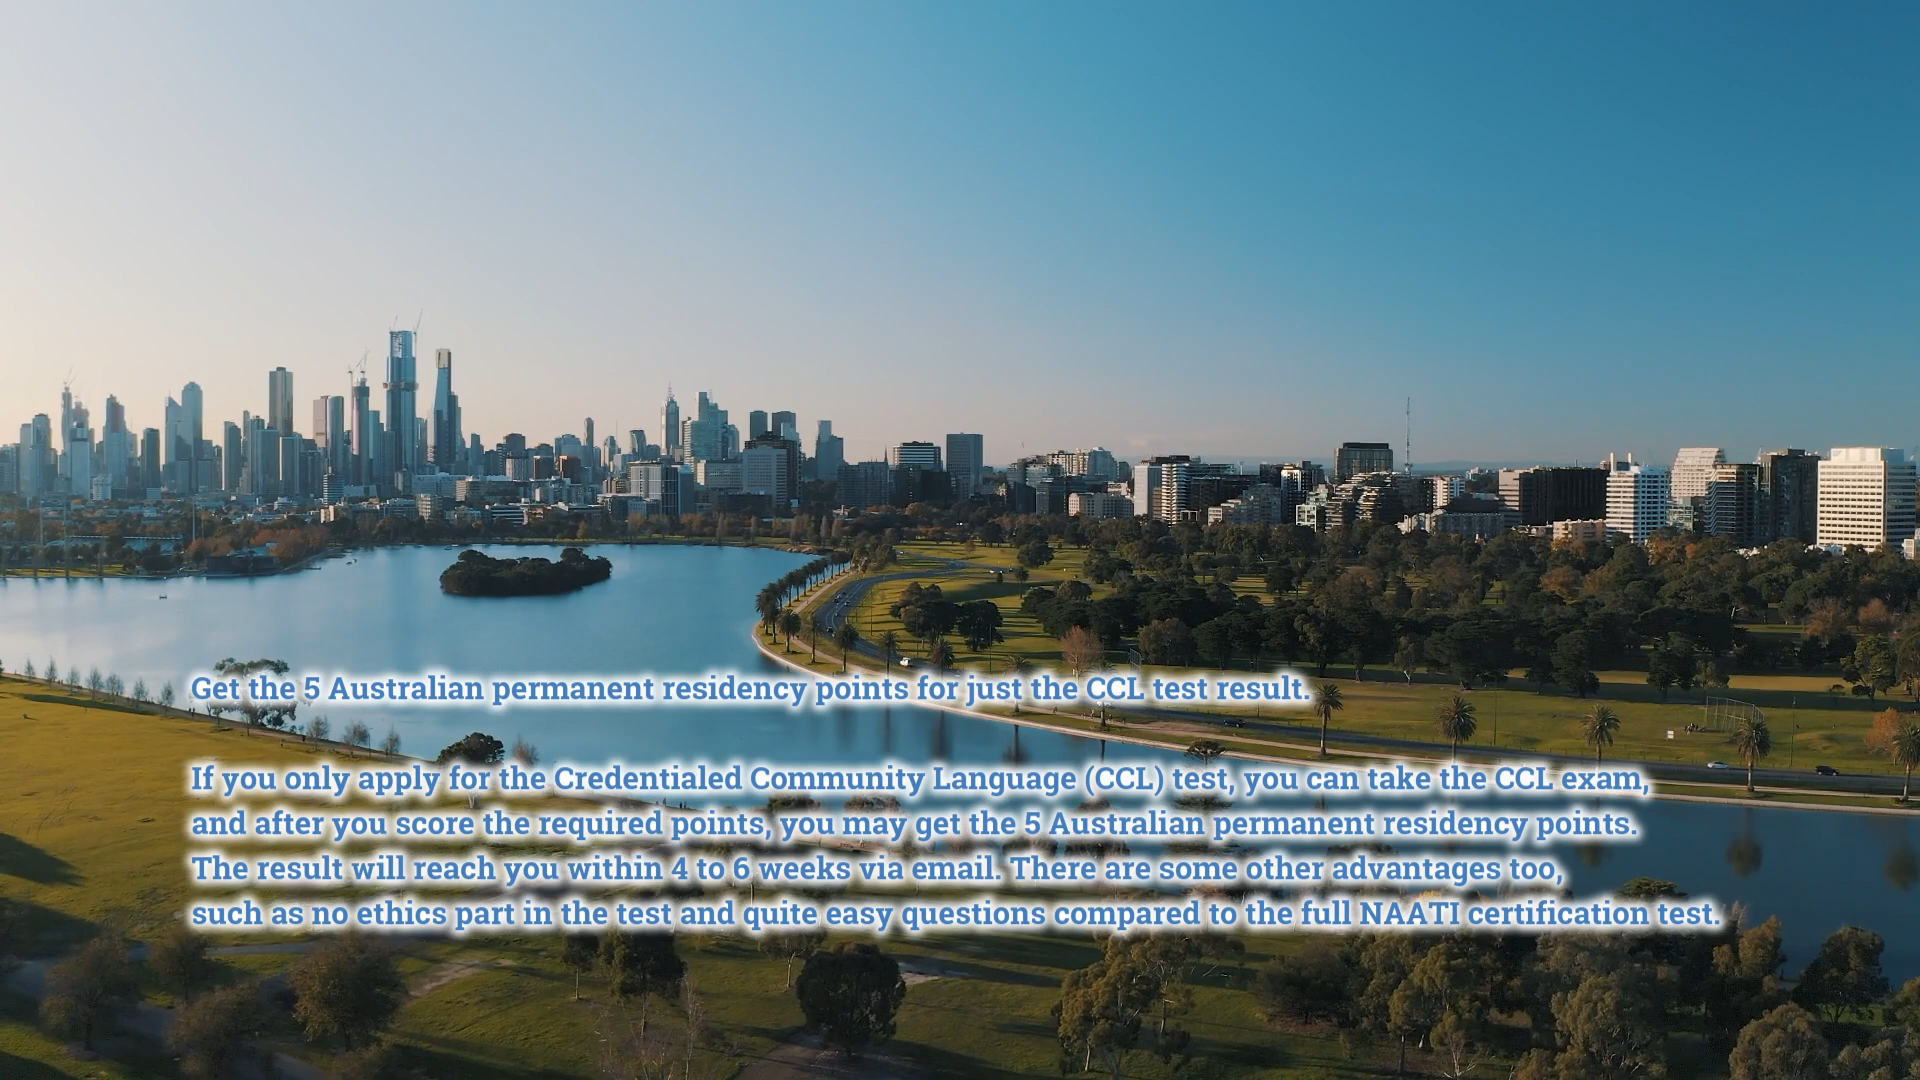 Get the 5 Australian permanent residency points for just the CCL test result.
If you only apply for the Credentialed Community Language (CCL) test, you can take the CCL exam,
and after you score the required points, you may get the 5 Australian permanent residency points.
The result will reach you within 4 to 6 weeks via email. There are some other advantages too,
such as no ethics part in the test and quite easy questions compared to the full NAATI certification test.